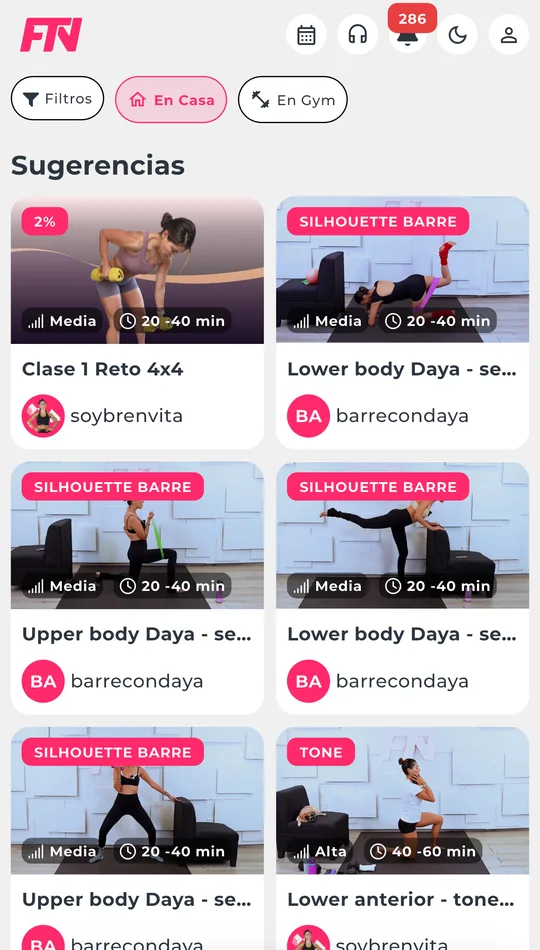 FTN
286
Filtros
En Casa
En Gym
Sugerencias
2%
Media
20 -40 min
Clase 1 Reto 4x4
soybrenvita
SILHOUETTE BARRE
Media
20 -40 min
Lower body Daya - se...
BA
barrecondaya
SILHOUETTE BARRE
Media
20 -40 min
Upper body Daya - se...
BA
barrecondaya
SILHOUETTE BARRE
Media
20 -40 min
Lower body Daya - se...
BA
barrecondaya
SILHOUETTE BARRE
Media
20 -40 min
Upper body Daya - se...
BA
barrecondaya
TONE
Alta
40 -60 min
Lower anterior - tone...
soybrenvita